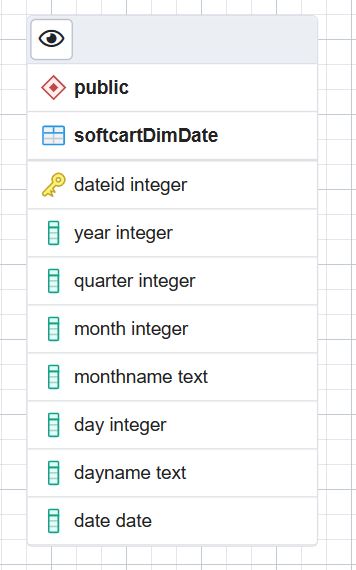 public
softcartDimDate
dateid integer
year integer
quarter integer
month integer
monthname text
day integer
dayname text
date date